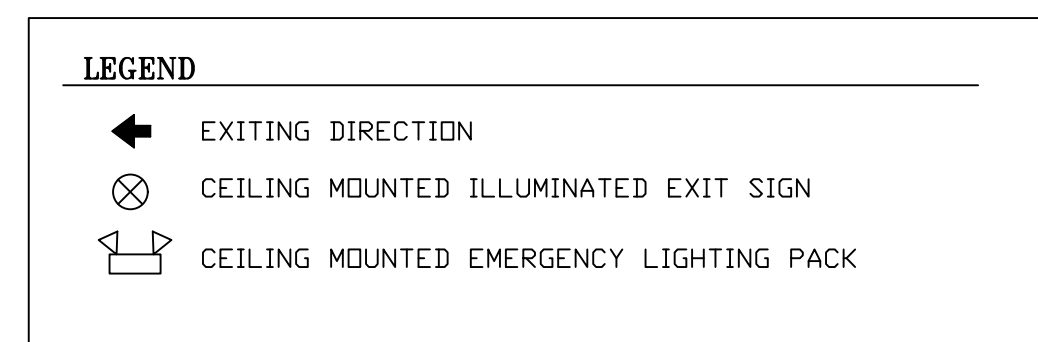 LEGEND
EXITING DIRECTION
CEILING MOUNTED ILLUMINATED EXIT SIGN
CEILING MOUNTED EMERGENCY LIGHTING PACK